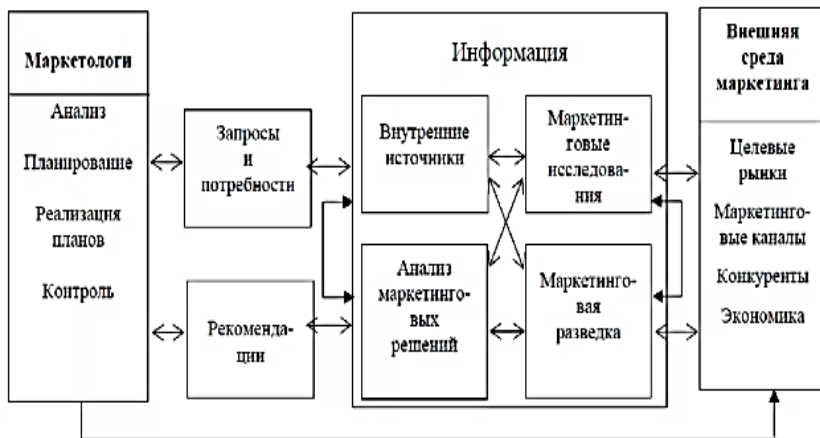 Маркетологи
Анализ
Планирование
Реализация
планов
Контроль
Запросы
и
потребности
Рекоменда-
ции
Информация
Внутренние
источники
Маркетин-
говые
исследова-
ния
Анализ
маркетинго-
вых
решений
Маркетинго-
вая
разведка
Внешняя
среда
маркетинга
Целевые
рынки
Маркетинго-
вые каналы
Конкуренты
Экономика